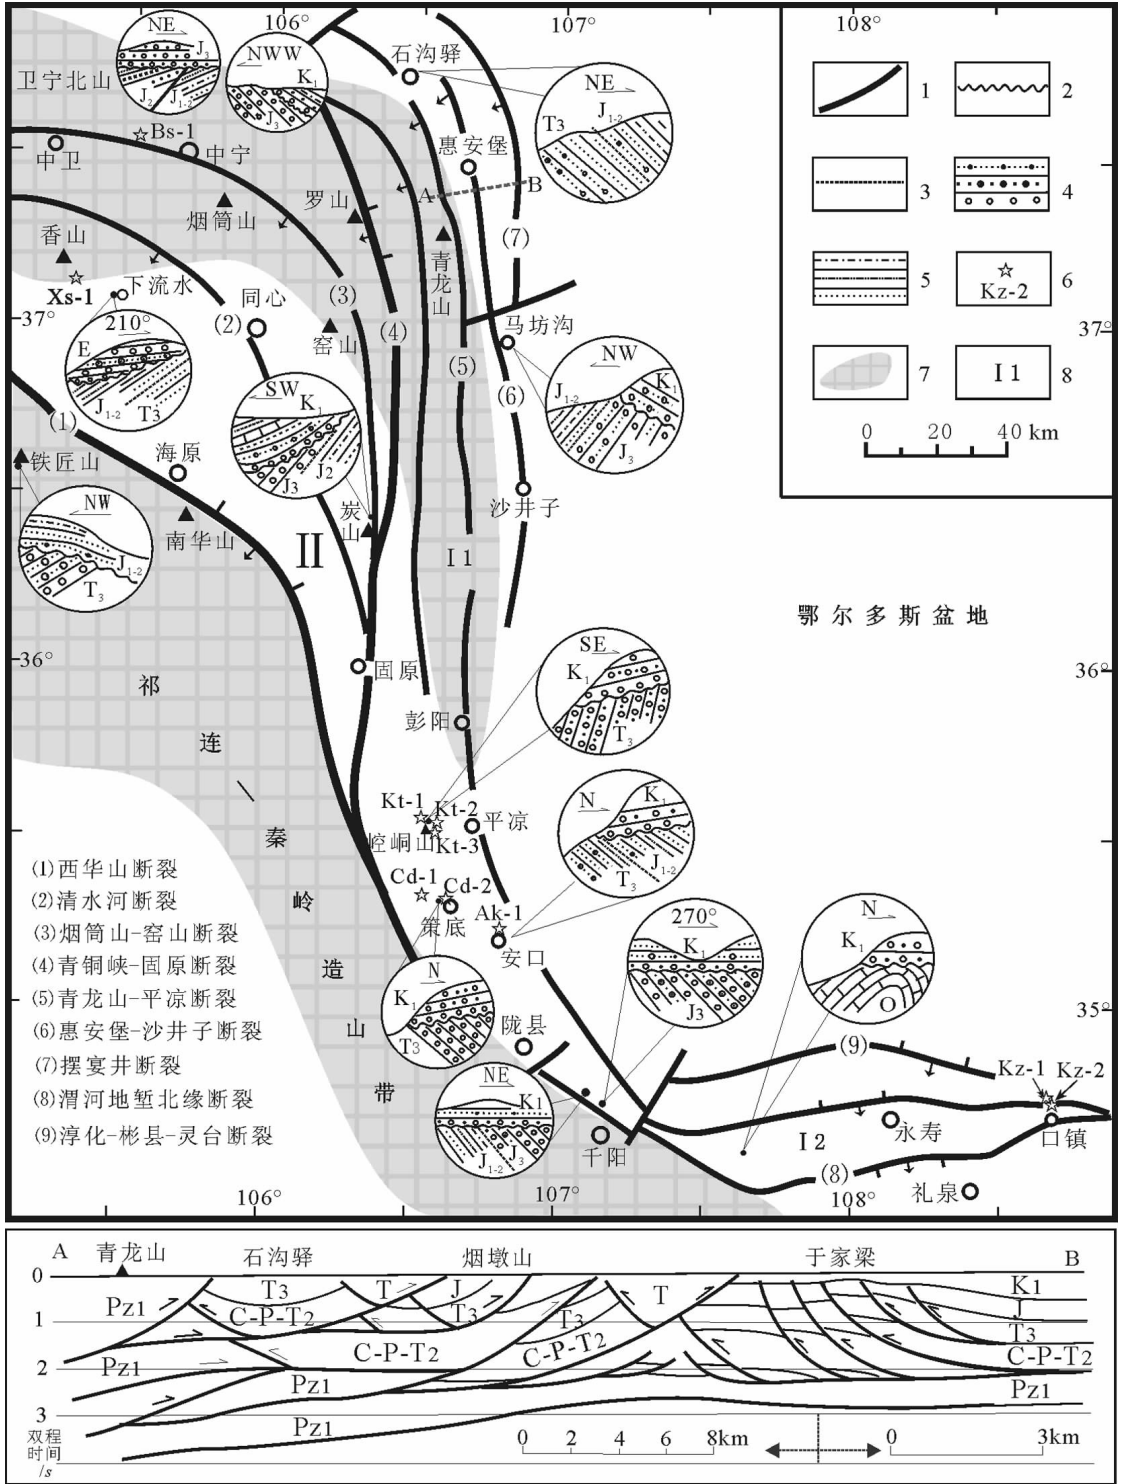 106°
107°
108°
NE
J3
J2
J1-2
卫宁北山
NWW
K1
J3
石沟驿
NE
J1-2
T3
1
2
3
4
5
6
Kz-2
7
8
I 1
0 20 40 km
Bs-1
中卫
中宁
惠安堡
A
B
罗山
烟筒山
(7)
香山
青龙山
Xs-1
下流水
(3)
37°
37°
210°
E
J1-2
T3
(2)
同心
窑山
(4)
(5)
马坊沟
NW
J1-2
K1
J3
(6)
SW
K1
J3
J2
(1)
海原
铁匠山
沙井子
炭山
NW
J1-2
T3
南华山
II
I 1
鄂尔多斯盆地
36°
36°
固原
SE
K1
T3
彭阳
祁连—秦岭造山带
Kt-1
Kt-2
Kt-3
平凉
崆峒山
N
K1
J1-2
T3
(1)西华山断裂
(2)清水河断裂
(3)烟筒山-窑山断裂
(4)青铜峡-固原断裂
(5)青龙山-平凉断裂
(6)惠安堡-沙井子断裂
(7)摆宴井断裂
(8)渭河地堑北缘断裂
(9)淳化-彬县-灵台断裂
Cd-1
Cd-2
策底
Ak-1
安口
270°
K1
J3
N
K1
O
N
K1
T3
陇县
35°
(9)
Kz-1
Kz-2
NE
K1
J3
J1-2
千阳
I 2
永寿
口镇
(8)
礼泉
106°
107°
108°
A 青龙山 石沟驿 烟墩山 于家梁 B
0
1
2
3
双程
时间
/s
Pz1
T3
C-P-T2
T
J
T3
T3
T
K1
J
T3
C-P-T2
Pz1
Pz1
C-P-T2
C-P-T2
Pz1
Pz1
0 2 4 6 8km
0 3km